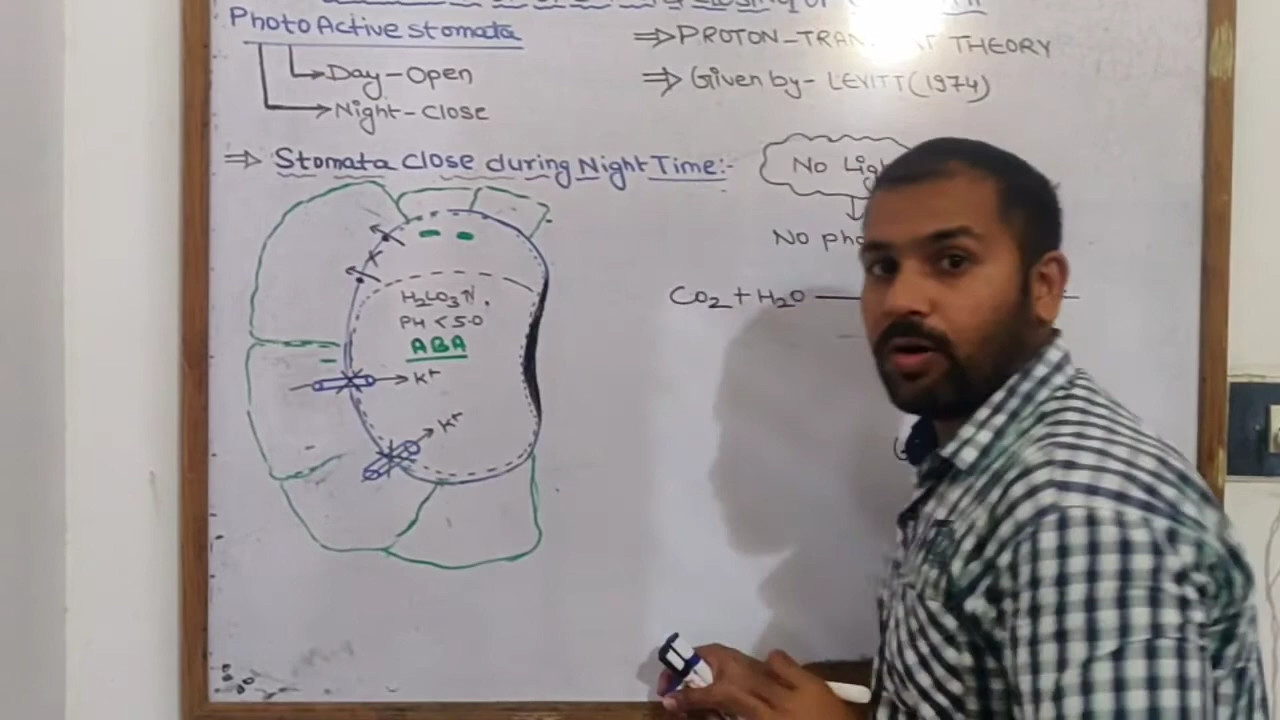 Photo Active stomata
Day-Open
Night-Close
⇒ PROTON-TRAN T THEORY
⇒ Given by- LEVITT (1974)
⇒ Stomata close during Night Time:-
No Ligh
No pho
CO2 + H2O
H2CO3 ↑
PH < 5.0
ABA
K+
K+